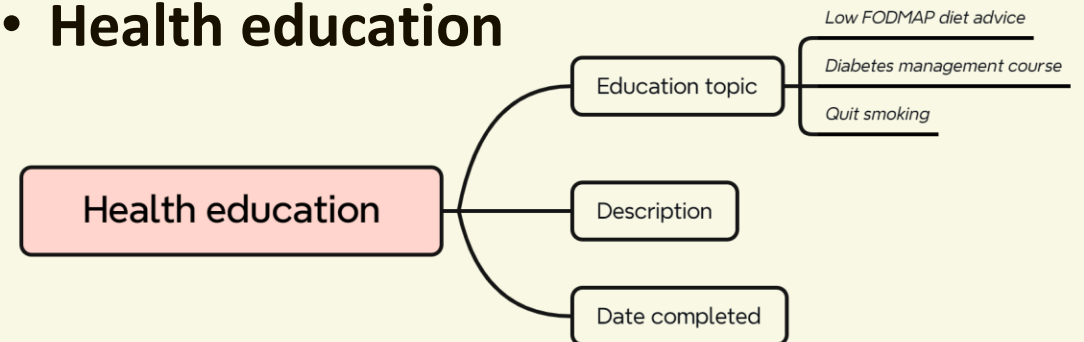 • Health education
Low FODMAP diet advice
Education topic
Diabetes management course
Quit smoking
Health education
Description
Date completed